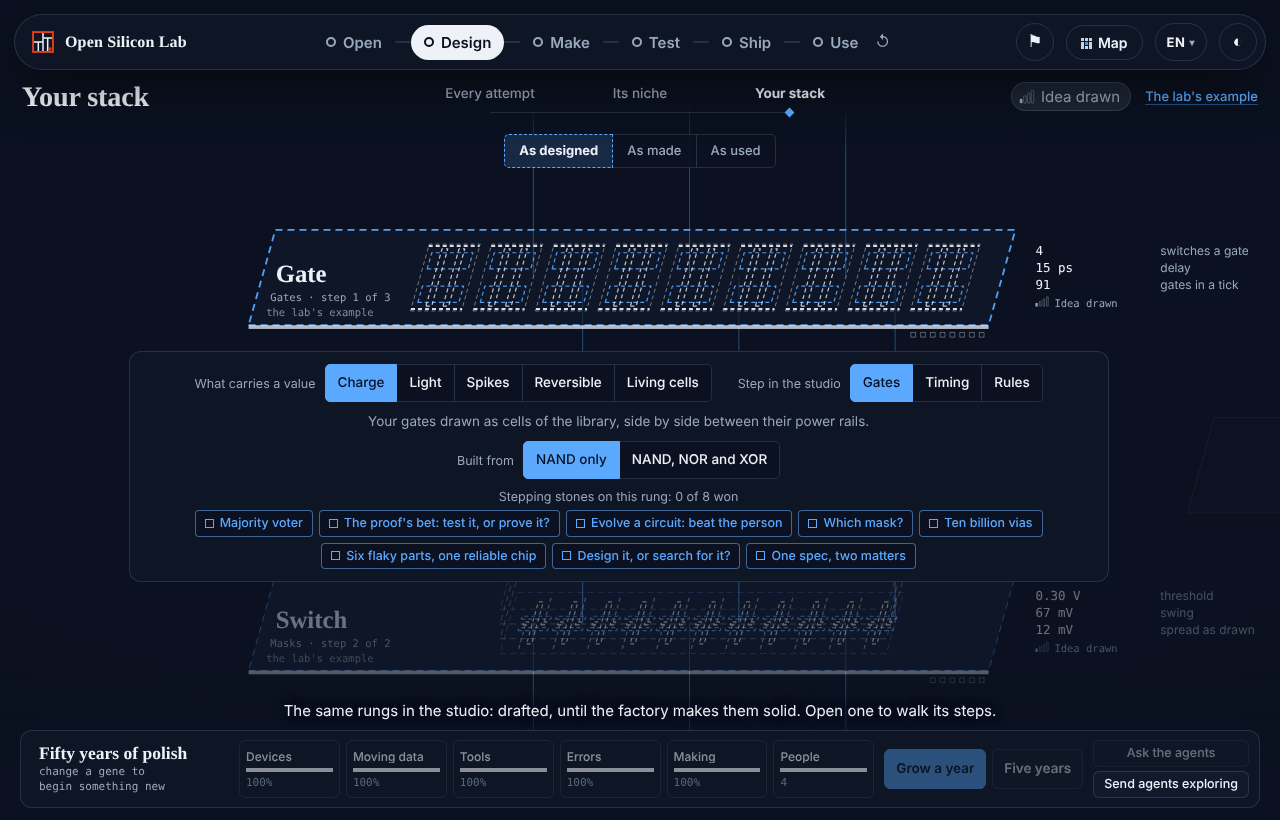 Open Silicon Lab
Open
Design
Make
Test
Ship
Use
Map
EN
Your stack
Every attempt
Its niche
Your stack
Idea drawn
The lab's example
As designed
As made
As used
Gate
Gates · step 1 of 3
the lab's example
4 switches a gate
15 ps delay
91 gates in a tick
Idea drawn
What carries a value
Charge
Light
Spikes
Reversible
Living cells
Step in the studio
Gates
Timing
Rules
Your gates drawn as cells of the library, side by side between their power rails.
Built from
NAND only
NAND, NOR and XOR
Stepping stones on this rung: 0 of 8 won
Majority voter
The proof's bet: test it, or prove it?
Evolve a circuit: beat the person
Which mask?
Ten billion vias
Six flaky parts, one reliable chip
Design it, or search for it?
One spec, two matters
Switch
Masks · step 2 of 2
the lab's example
0.30 V threshold
67 mV swing
12 mV spread as drawn
Idea drawn
The same rungs in the studio: drafted, until the factory makes them solid. Open one to walk its steps.
Fifty years of polish
change a gene to
begin something new
Devices
100%
Moving data
100%
Tools
100%
Errors
100%
Making
100%
People
4
Grow a year
Five years
Ask the agents
Send agents exploring